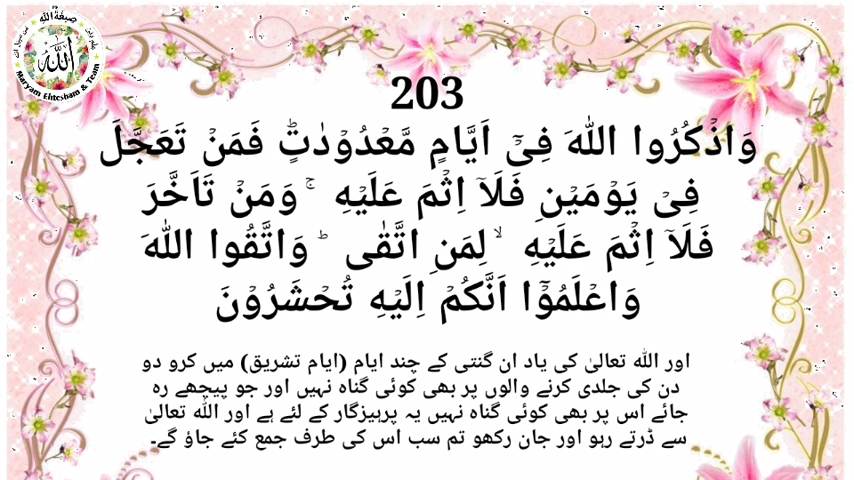 صبغة الله
الله
Maryam Ehtesham & Team
203
وَاذۡكُرُوا اللّٰهَ فِىۡٓ اَيَّامٍ مَّعۡدُوۡدٰتٍ‌ؕ فَمَنۡ تَعَجَّلَ
فِىۡ يَوۡمَيۡنِ فَلَاۤ اِثۡمَ عَلَيۡهِ ۚ وَمَنۡ تَاَخَّرَ
فَلَاۤ اِثۡمَ عَلَيۡهِ ۙ لِمَنِ اتَّقٰى ؕ وَاتَّقُوا اللّٰهَ
وَاعۡلَمُوۡٓا اَنَّکُمۡ اِلَيۡهِ تُحۡشَرُوۡنَ
اور اللہ تعالیٰ کی یاد ان گنتی کے چند ایام (ایام تشریق) میں کرو دو
دن کی جلدی کرنے والوں پر بھی کوئی گناہ نہیں اور جو پیچھے رہ
جائے اس پر بھی کوئی گناہ نہیں یہ پرہیزگار کے لئے ہے اور اللہ تعالیٰ
سے ڈرتے رہو اور جان رکھو تم سب اس کی طرف جمع کئے جاؤ گے۔